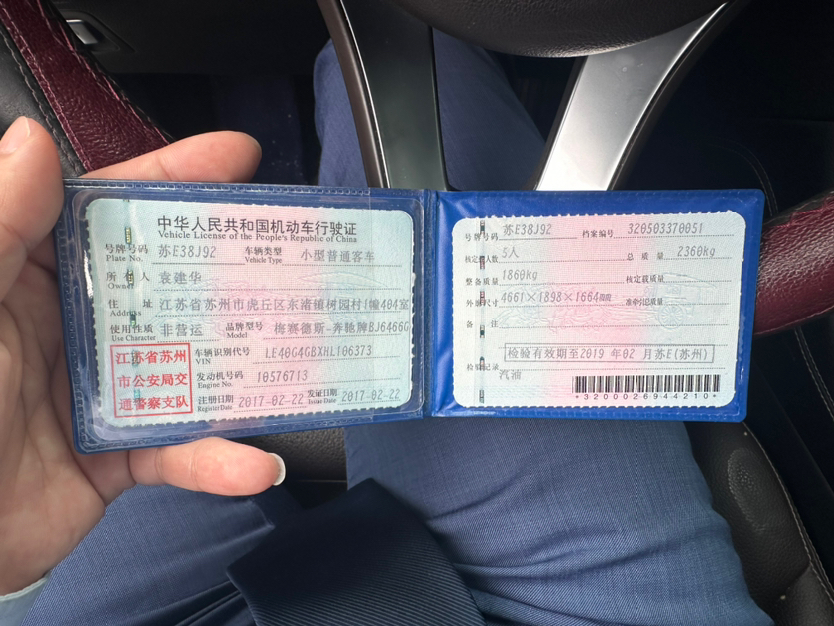 中华人民共和国机动车行驶证
Vehicle License of the People's Republic of China
号牌号码 苏E38J92 车辆类型 小型普通客车
Plate No. Vehicle Type
所有人 袁建华
Owner
住 址 江苏省苏州市虎丘区东渚镇树园村1幢404室
Address
使用性质 非营运 品牌型号 梅赛德斯-奔驰牌BJ6466G
Use Character Model
江苏省苏州
市公安局交
通警察支队
车辆识别代号 LE40G4GBXHL106373
VIN
发动机号码 10576713
Engine No.
注册日期 2017-02-22 发证日期 2017-02-22
Register Date Issue Date
号牌号码 苏E38J92 档案编号 320503370051
核定载人数 5人 总 质 量 2360kg
整备质量 1860kg 核定载质量
外廓尺寸 4661×1898×1664mm 准牵引总质量
备 注
检验有效期至2019年02月苏E(苏州)
检验记录
汽油
*3200026944210*